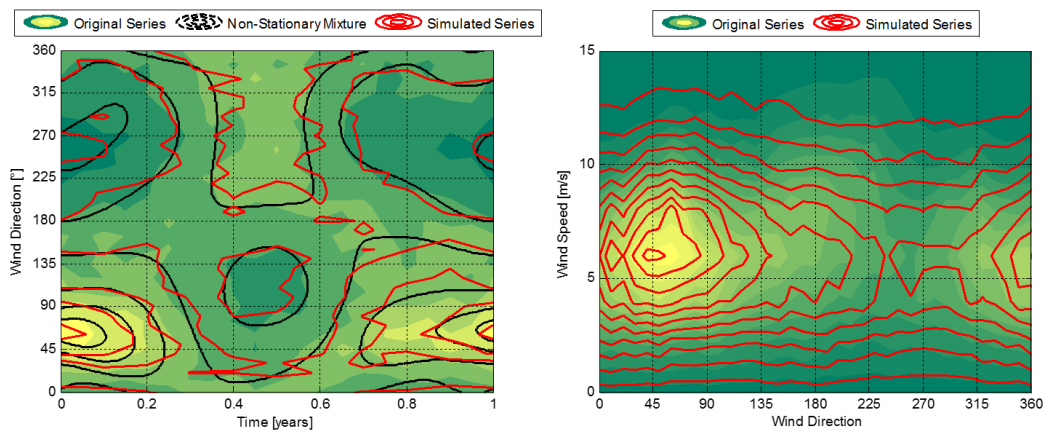 Original Series Non-Stationary Mixture Simulated Series
360
315
270
225
180
135
90
45
0
Wind Direction [°]
0 0.2 0.4 0.6 0.8 1
Time [years]
Original Series Simulated Series
15
10
5
0
Wind Speed [m/s]
0 45 90 135 180 225 270 315 360
Wind Direction